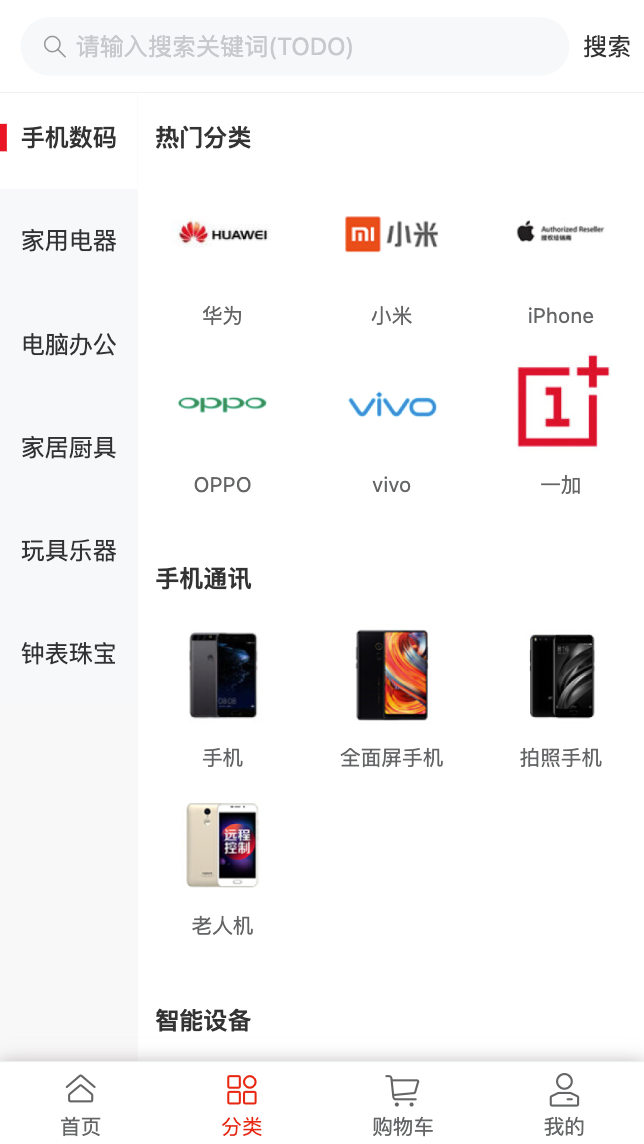 请输入搜索关键词(TODO)
搜索
手机数码
家用电器
电脑办公
家居厨具
玩具乐器
钟表珠宝
热门分类
HUAWEI
mi 小米
Authorized Reseller
授权经销商
华为
小米
iPhone
oppo
vivo
1+
OPPO
vivo
一加
手机通讯
8:16
手机
全面屏手机
拍照手机
远程
控制
老人机
智能设备
首页
分类
购物车
我的